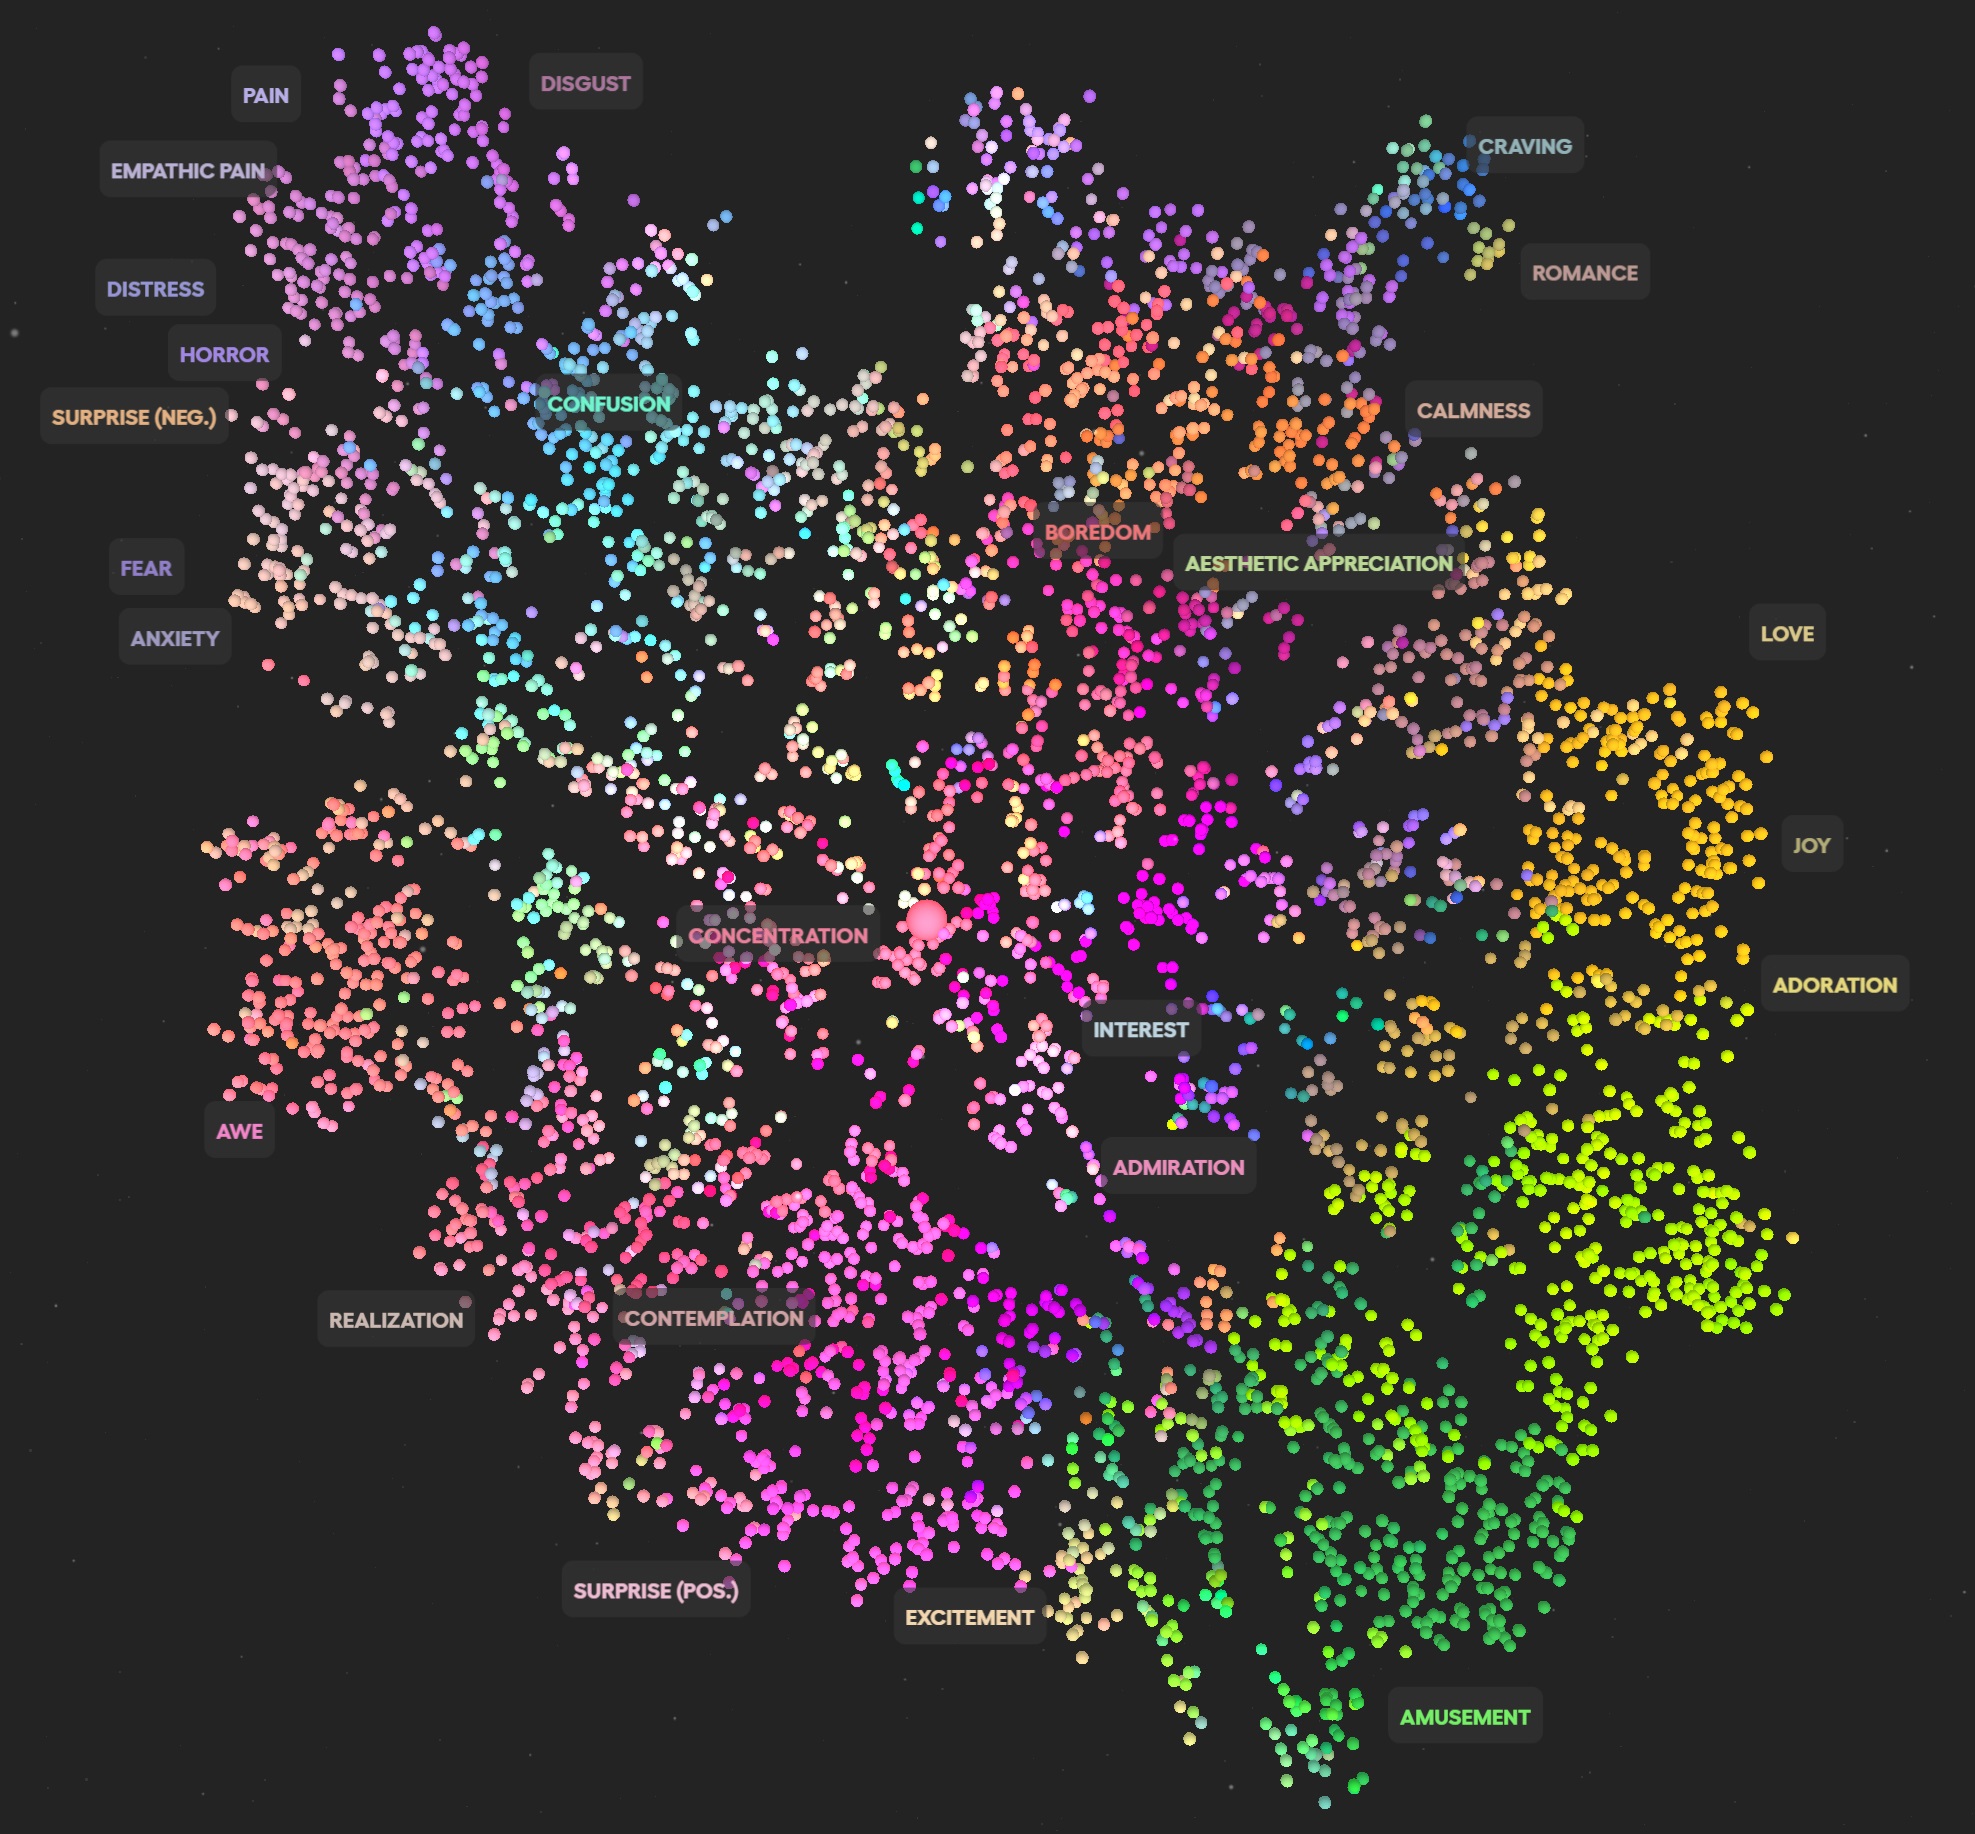 DISGUST
PAIN
CRAVING
EMPATHIC PAIN
ROMANCE
DISTRESS
HORROR
CONFUSION
CALMNESS
SURPRISE (NEG.)
BOREDOM
AESTHETIC APPRECIATION
FEAR
LOVE
ANXIETY
JOY
CONCENTRATION
ADORATION
INTEREST
AWE
ADMIRATION
REALIZATION
CONTEMPLATION
SURPRISE (POS.)
EXCITEMENT
AMUSEMENT